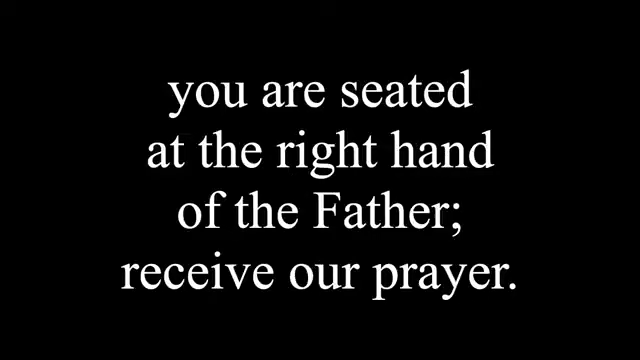 you are seated
at the right hand
of the Father;
receive our prayer.